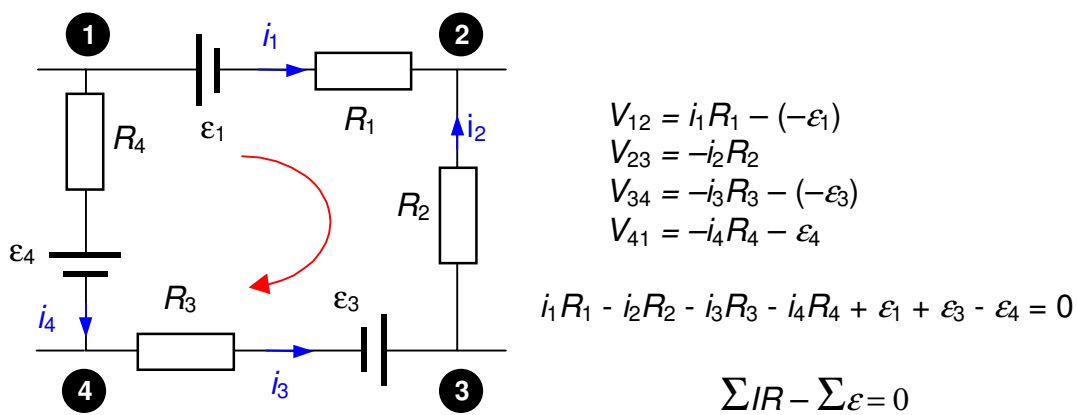 1 2
i₁
ε₁ R₁
R₄ i₂
R₂
ε₄
R₃ ε₃
i₄
i₃
4 3
V₁₂ = i₁R₁ – (–ε₁)
V₂₃ = –i₂R₂
V₃₄ = –i₃R₃ – (–ε₃)
V₄₁ = –i₄R₄ – ε₄
i₁R₁ - i₂R₂ - i₃R₃ - i₄R₄ + ε₁ + ε₃ - ε₄ = 0
∑IR – ∑ε = 0